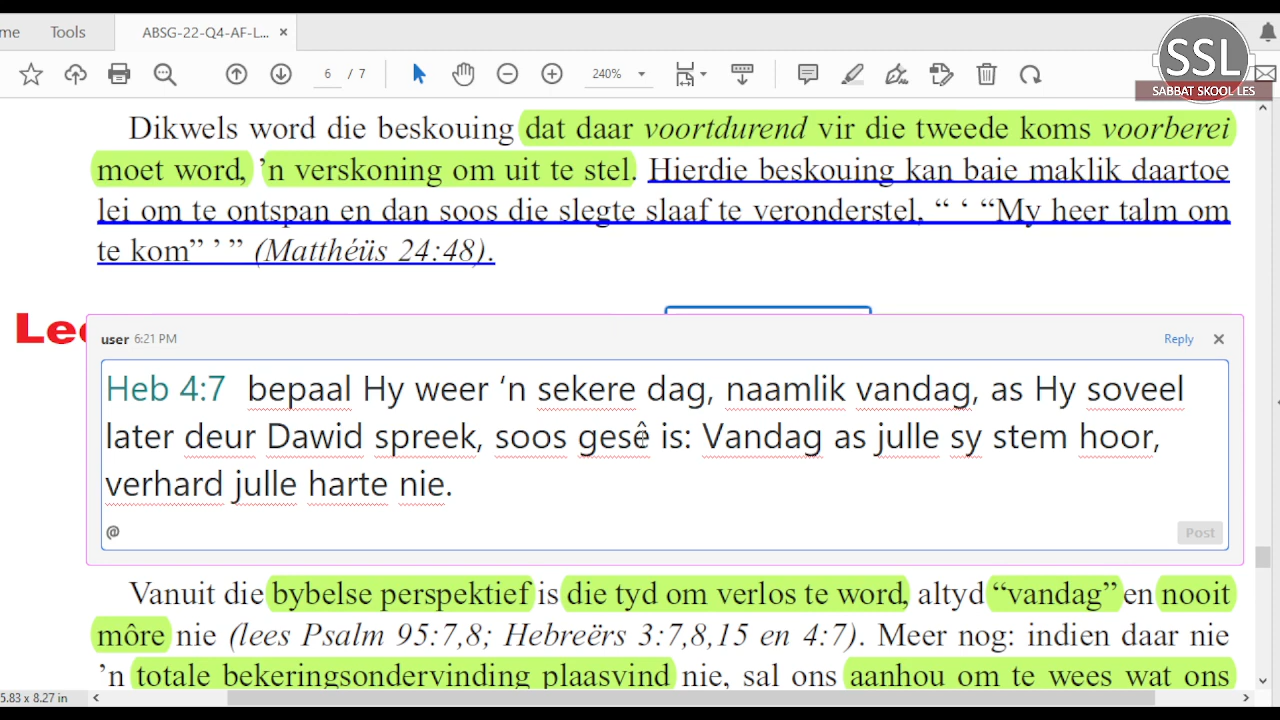 me
Tools
ABSG-22-Q4-AF-L... ×
SSL
SABBAT SKOOL LES
6 / 7
240%
Dikwels word die beskouing dat daar voortdurend vir die tweede koms voorberei
moet word, ’n verskoning om uit te stel. Hierdie beskouing kan baie maklik daartoe
lei om te ontspan en dan soos die slegte slaaf te veronderstel, “ ‘ “My heer talm om
te kom” ’ ” (Matthéüs 24:48).
Lee
user 6:21 PM
Reply
Heb 4:7 bepaal Hy weer ‘n sekere dag, naamlik vandag, as Hy soveel
later deur Dawid spreek, soos gesê is: Vandag as julle sy stem hoor,
verhard julle harte nie.
@
Post
Vanuit die bybelse perspektief is die tyd om verlos te word, altyd “vandag” en nooit
môre nie (lees Psalm 95:7,8; Hebreërs 3:7,8,15 en 4:7). Meer nog: indien daar nie
’n totale bekeringsondervinding plaasvind nie, sal ons aanhou om te wees wat ons
5.83 x 8.27 in